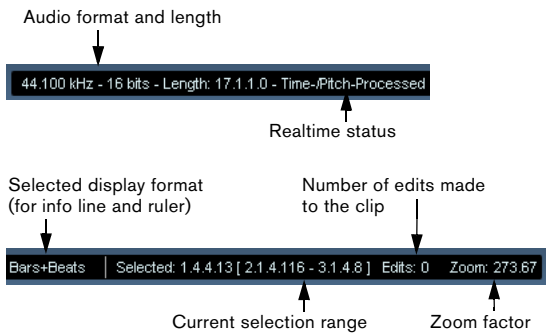 Audio format and length
44.100 kHz - 16 bits - Length: 17.1.1.0 - Time-/Pitch-Processed
Realtime status
Selected display format
(for info line and ruler)
Number of edits made
to the clip
Bars+Beats | Selected: 1.4.4.13 [ 2.1.4.116 - 3.1.4.8 ] Edits: 0 Zoom: 273.67
Current selection range
Zoom factor